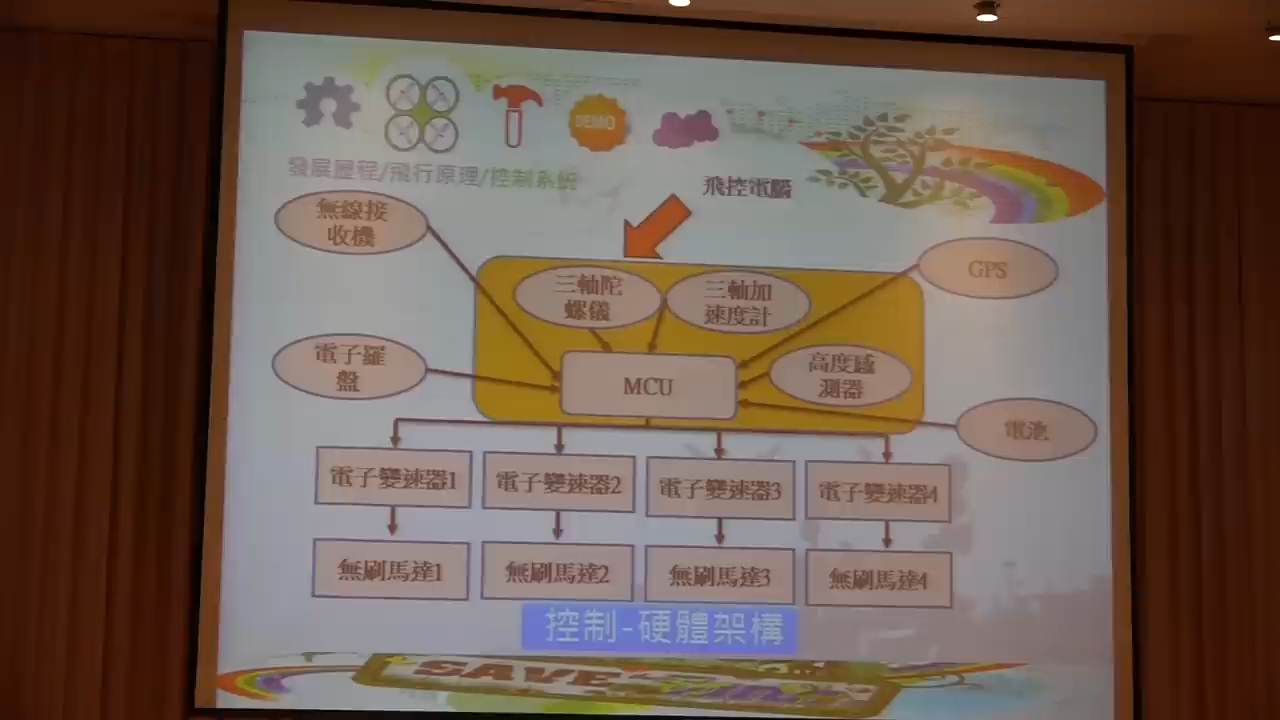 DEMO
發展歷程/飛行原理/控制系統
飛控電腦
無線接
收機
三軸陀
螺儀
三軸加
速度計
GPS
電子羅
盤
MCU
高度感
測器
電池
電子變速器1
電子變速器2
電子變速器3
電子變速器4
無刷馬達1
無刷馬達2
無刷馬達3
無刷馬達4
控制-硬體架構
SAVE